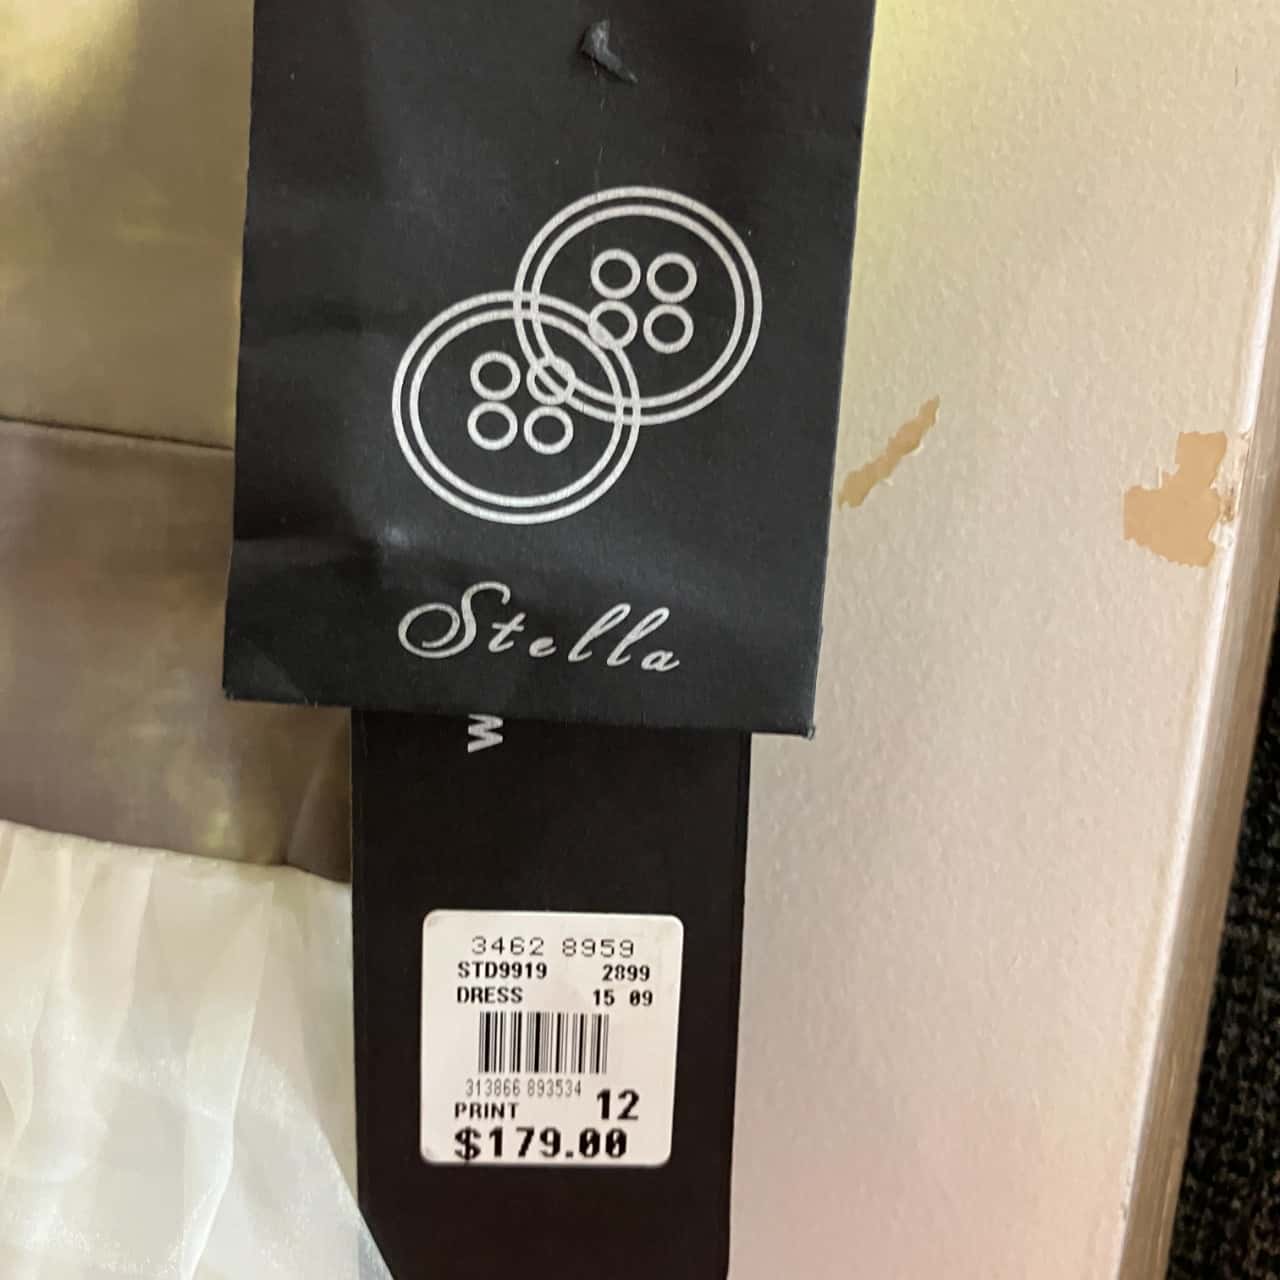 Stella
W
3462 8959
STD9919 2899
DRESS 15 09
313866 893534
PRINT 12
$179.00